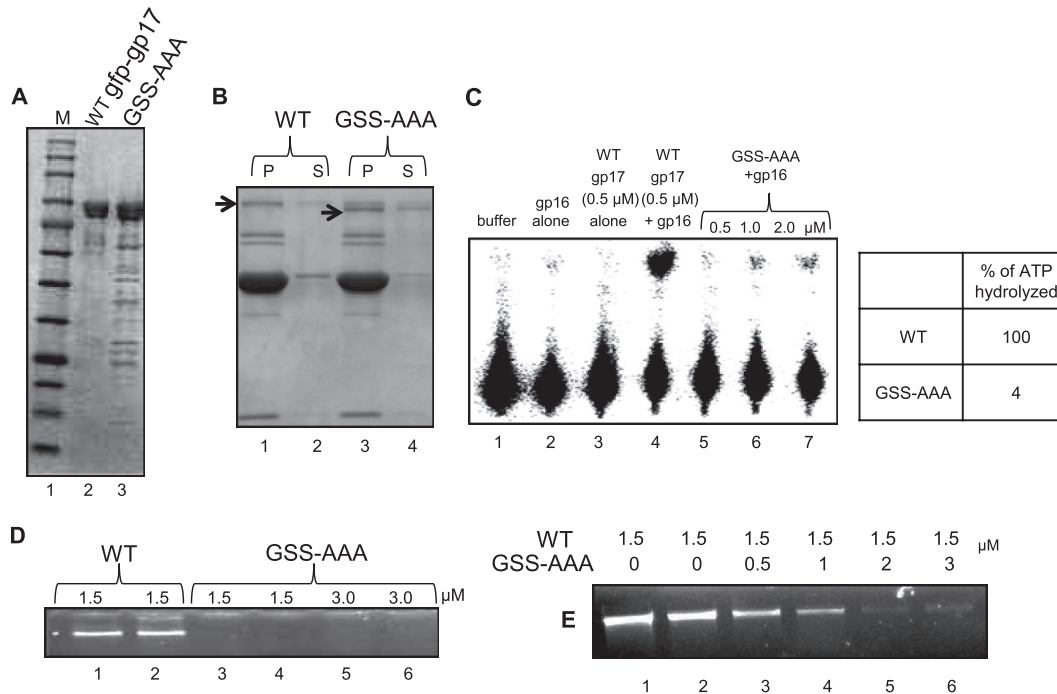 A
M
WT gfp-gp17
GSS-AAA
1 2 3
B
WT GSS-AAA
P S P S
1 2 3 4
C
buffer
gp16
alone
WT
gp17
(0.5 µM)
alone
WT
gp17
(0.5 µM)
+ gp16
GSS-AAA
+gp16
0.5 1.0 2.0 µM
1 2 3 4 5 6 7
% of ATP
hydrolyzed
WT 100
GSS-AAA 4
D
WT GSS-AAA
1.5 1.5 1.5 1.5 3.0 3.0 µM
1 2 3 4 5 6
WT 1.5 1.5 1.5 1.5 1.5 1.5 µM
GSS-AAA 0 0 0.5 1 2 3
E
1 2 3 4 5 6